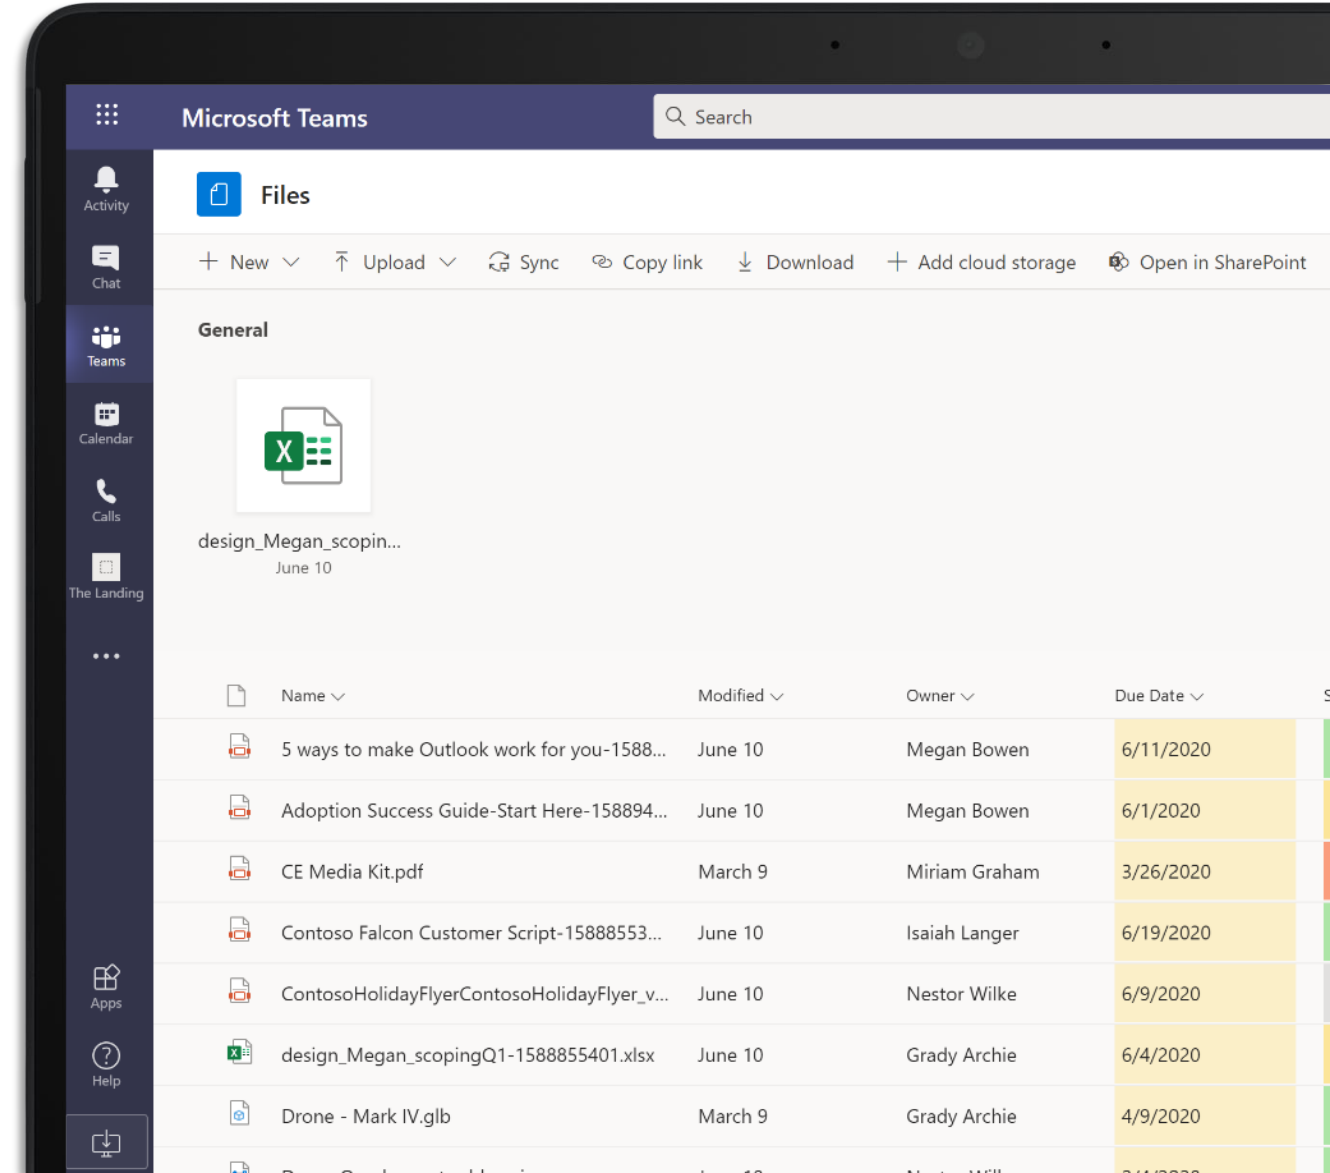 Microsoft Teams
Search
Activity
Chat
Teams
Calendar
Calls
The Landing
Apps
Help
Files
New Upload Sync Copy link Download Add cloud storage Open in SharePoint
General
X
design_Megan_scopin...
June 10
Name Modified Owner Due Date
5 ways to make Outlook work for you-1588... June 10 Megan Bowen 6/11/2020
Adoption Success Guide-Start Here-158894... June 10 Megan Bowen 6/1/2020
CE Media Kit.pdf March 9 Miriam Graham 3/26/2020
Contoso Falcon Customer Script-15888553... June 10 Isaiah Langer 6/19/2020
ContosoHolidayFlyerContosoHolidayFlyer_v... June 10 Nestor Wilke 6/9/2020
design_Megan_scopingQ1-1588855401.xlsx June 10 Grady Archie 6/4/2020
Drone - Mark IV.glb March 9 Grady Archie 4/9/2020